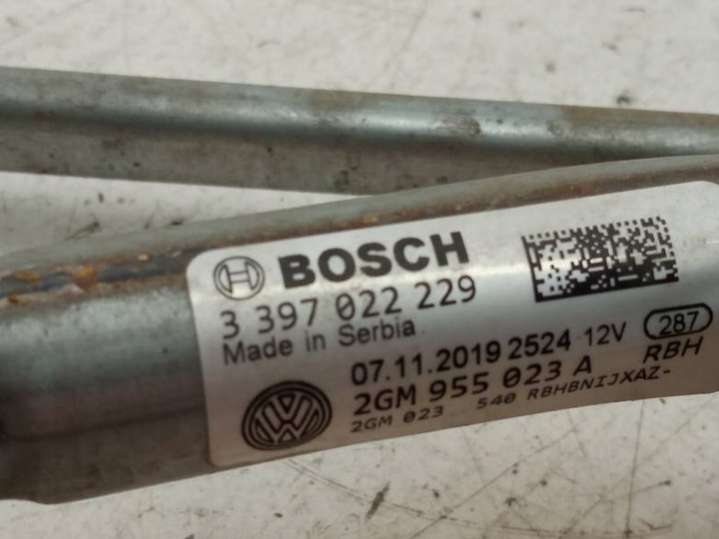 BOSCH
3 397 022 229
Made in Serbia
07.11.2019 2524 12V 287
2GM 955 023 A RBH
2GM 023 540 RBHBNIJXAZ-